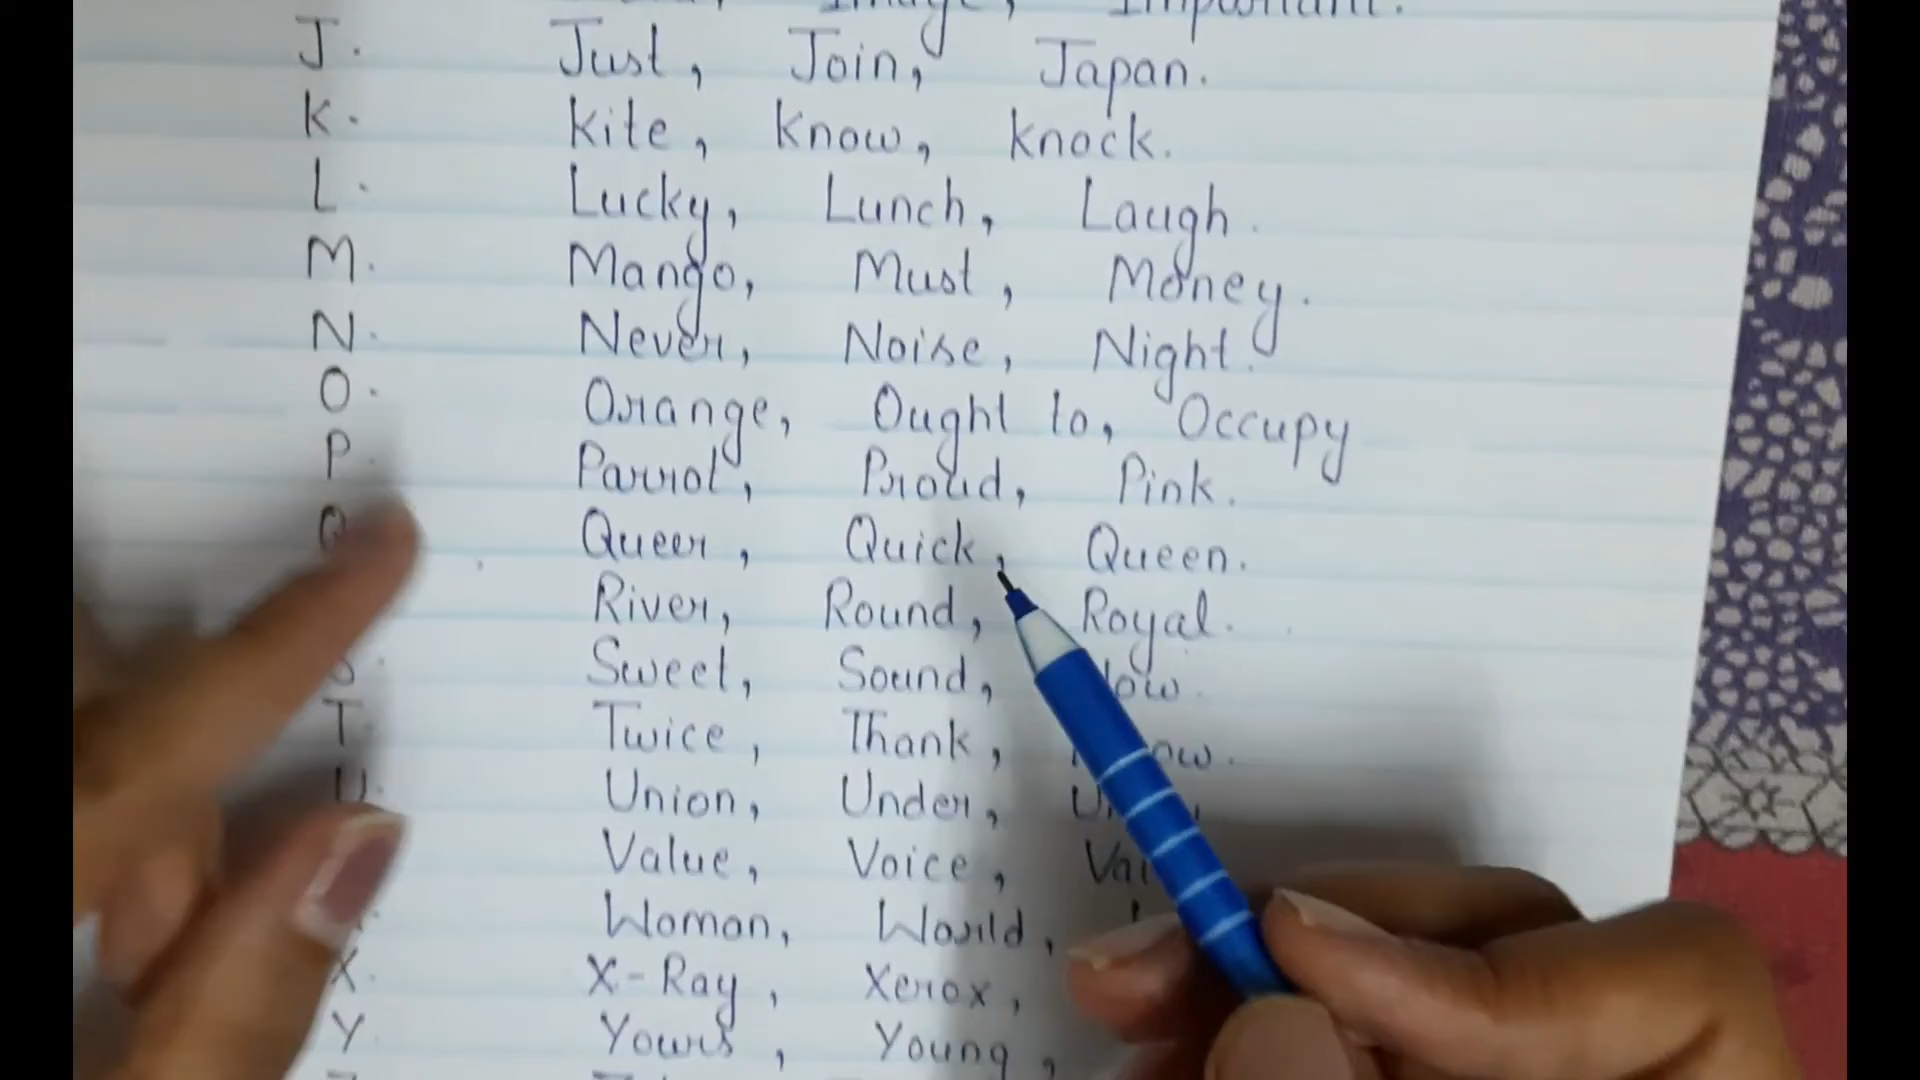 Image, Important.
J. Just, Join, Japan.
K. Kite, Know, Knock.
L. Lucky, Lunch, Laugh.
M. Mango, Must, Money.
N. Never, Noise, Night.
O. Orange, Ought to, Occupy
P. Parrot, Proud, Pink.
Q Queer, Quick, Queen.
River, Round, Royal.
S. Sweet, Sound,
T. Twice, Thank,
U. Union, Under,
Value, Voice,
Woman, World,
X. X-Ray, Xerox,
Y. Yours, Young,